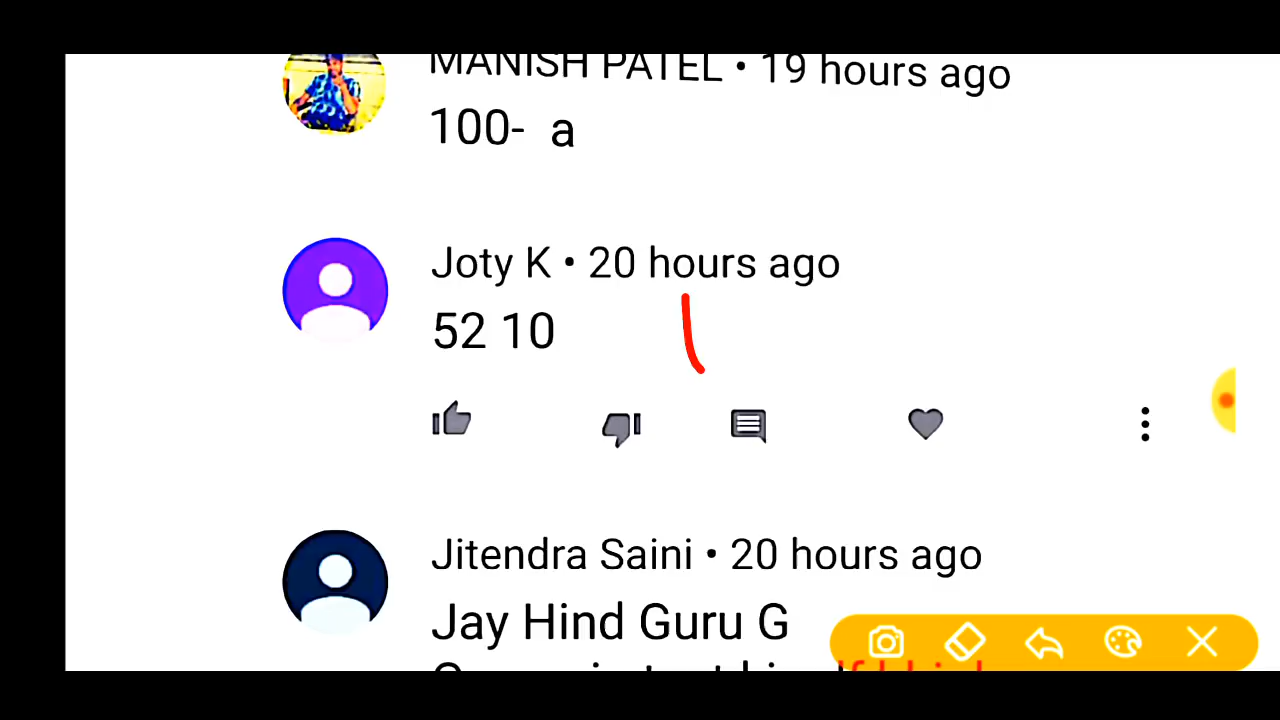 MANISH PATEL • 19 hours ago
100- a
Joty K • 20 hours ago
52 10
Jitendra Saini • 20 hours ago
Jay Hind Guru G